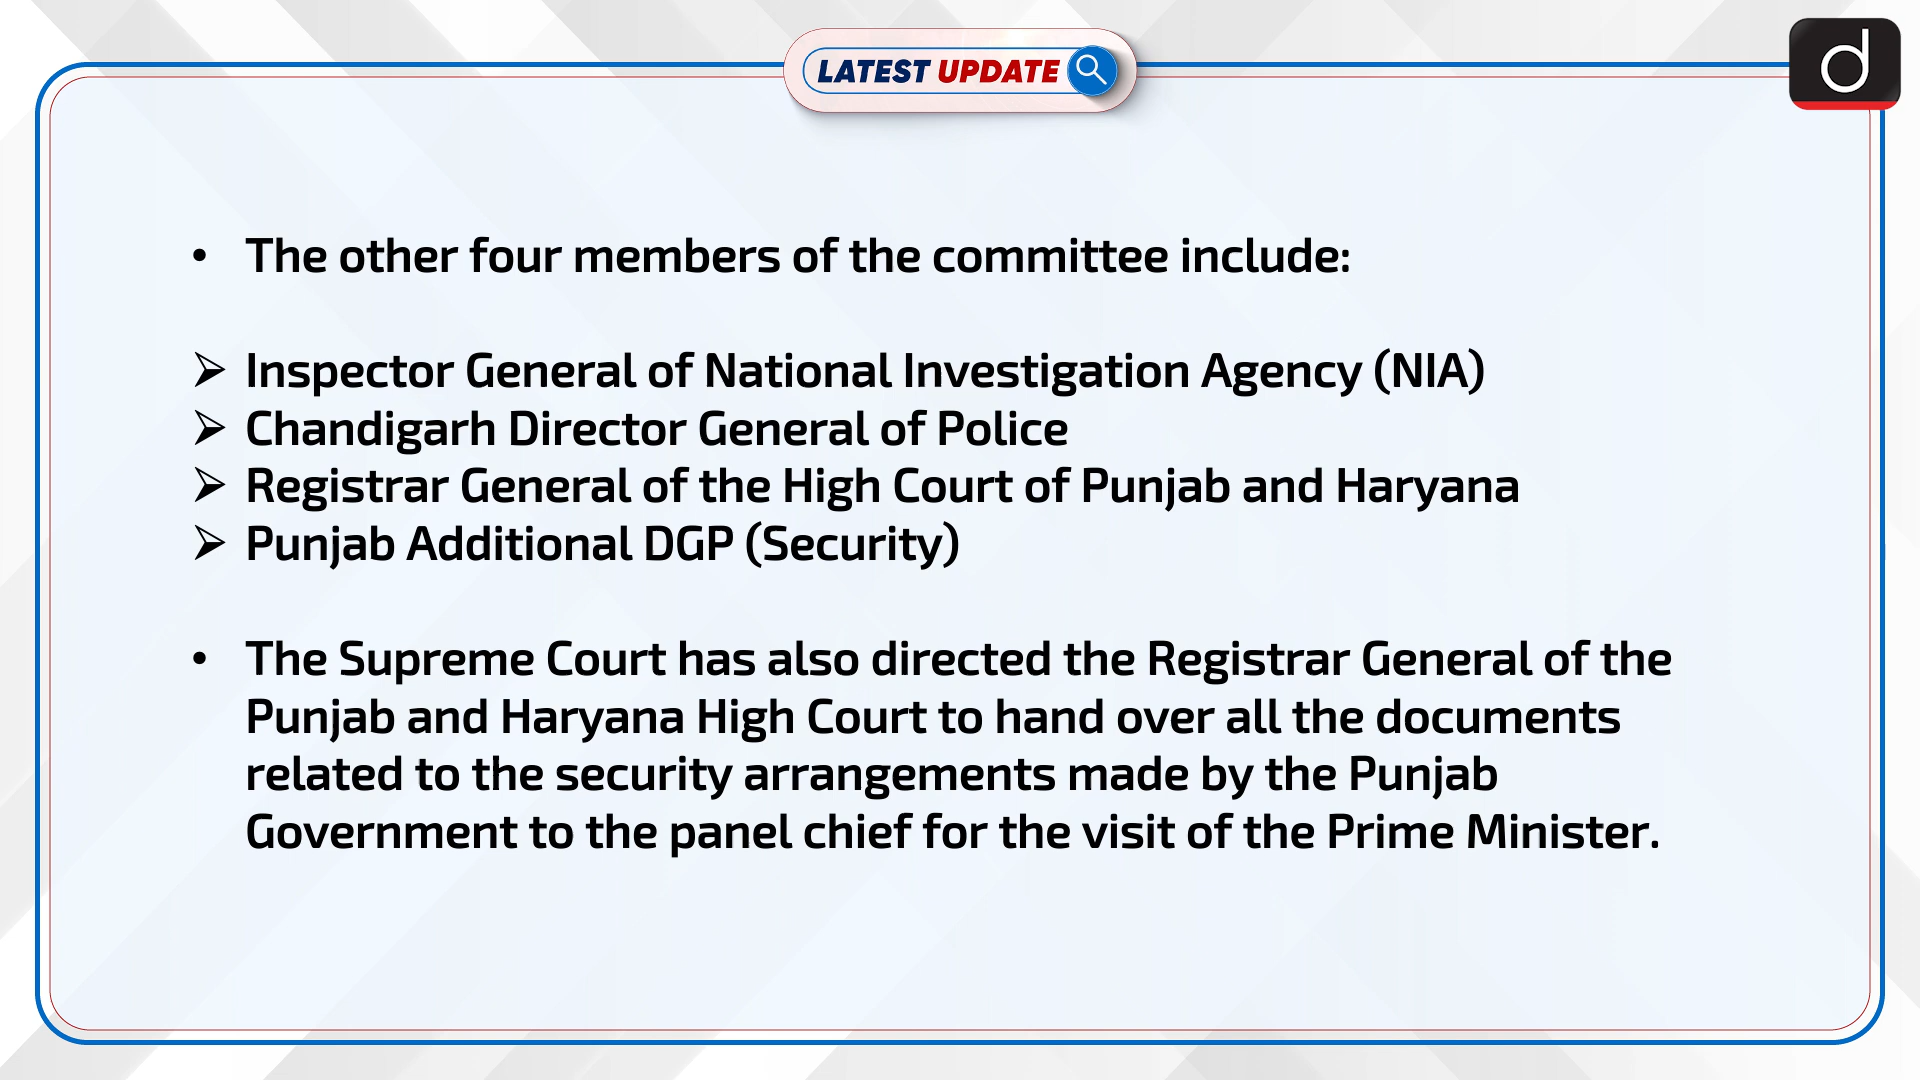 LATEST UPDATE
d
• The other four members of the committee include:
➢ Inspector General of National Investigation Agency (NIA)
➢ Chandigarh Director General of Police
➢ Registrar General of the High Court of Punjab and Haryana
➢ Punjab Additional DGP (Security)
• The Supreme Court has also directed the Registrar General of the
Punjab and Haryana High Court to hand over all the documents
related to the security arrangements made by the Punjab
Government to the panel chief for the visit of the Prime Minister.